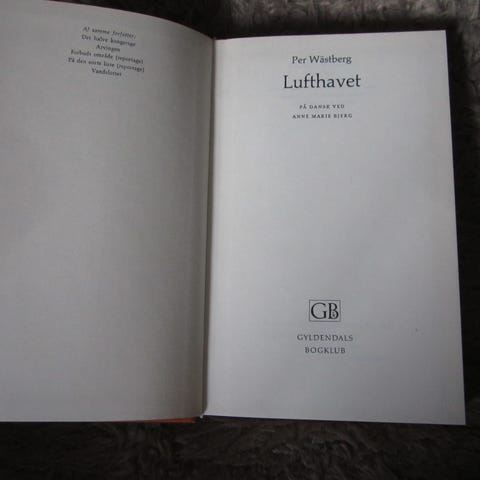 Af samme forfatter:
Det halve kongerige
Arvingen
Forbudt område (reportage)
På den sorte liste (reportage)
Vandslottet
Per Wästberg
Lufthavet
PÅ DANSK VED
ANNE MARIE BJERG
GB
GYLDENDALS
BOGKLUB